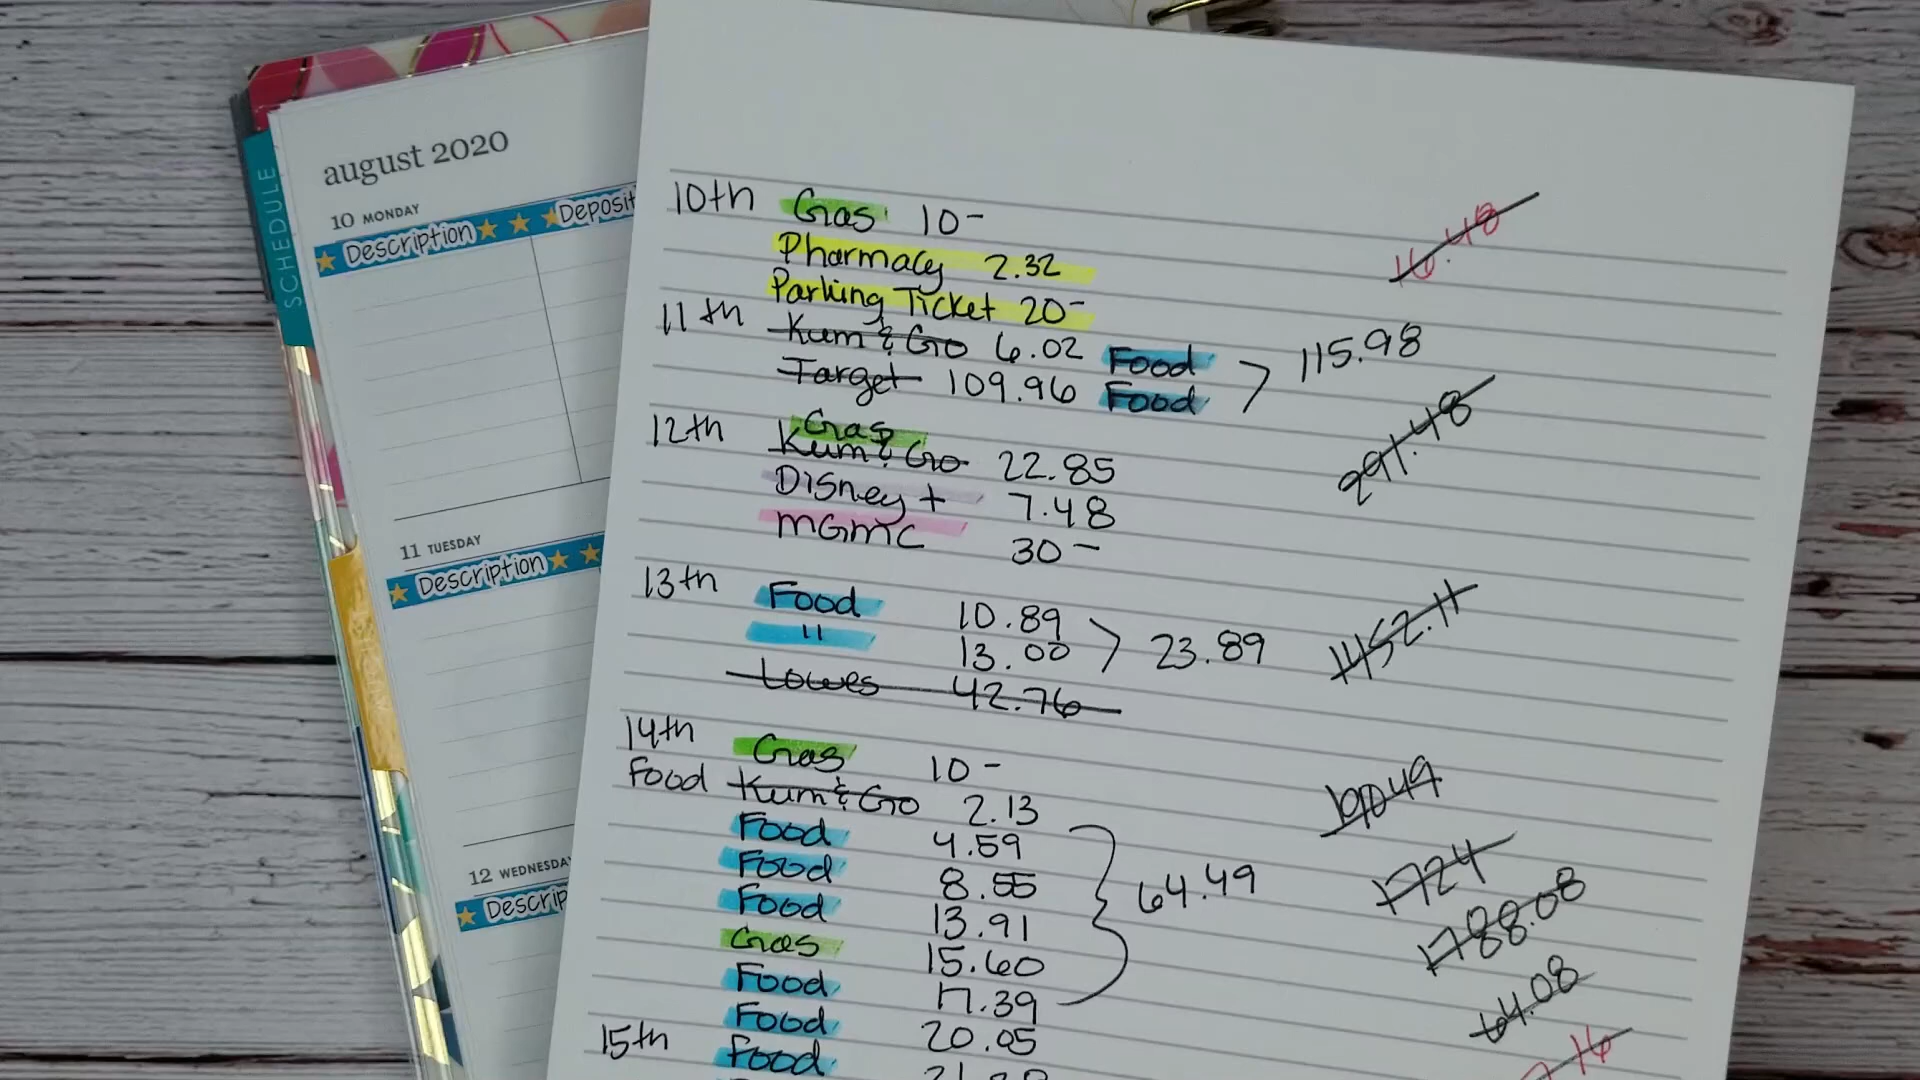 august 2020
SCHEDULE
10 MONDAY
Description
Deposit
11 TUESDAY
Description
12 WEDNESDA
Descrip
10th Gas 10-
16.48
Pharmacy 2.32
Parking Ticket 20-
11th Kum & Go 6.02 Food
115.98
Target 109.96 Food
291.48
12th Gas
Kum & Go 22.85
Disney + 7.48
MGMC 30-
13th Food 10.89
" 13.00
23.89
1452.11
Lowes 42.76
14th Gas 10-
Food Kum & Go 2.13
Food 4.59
1724
Food 8.55
64.49
1788.08
Food 13.91
Gas 15.60
64.08
Food 17.39
Food 20.05
15th Food